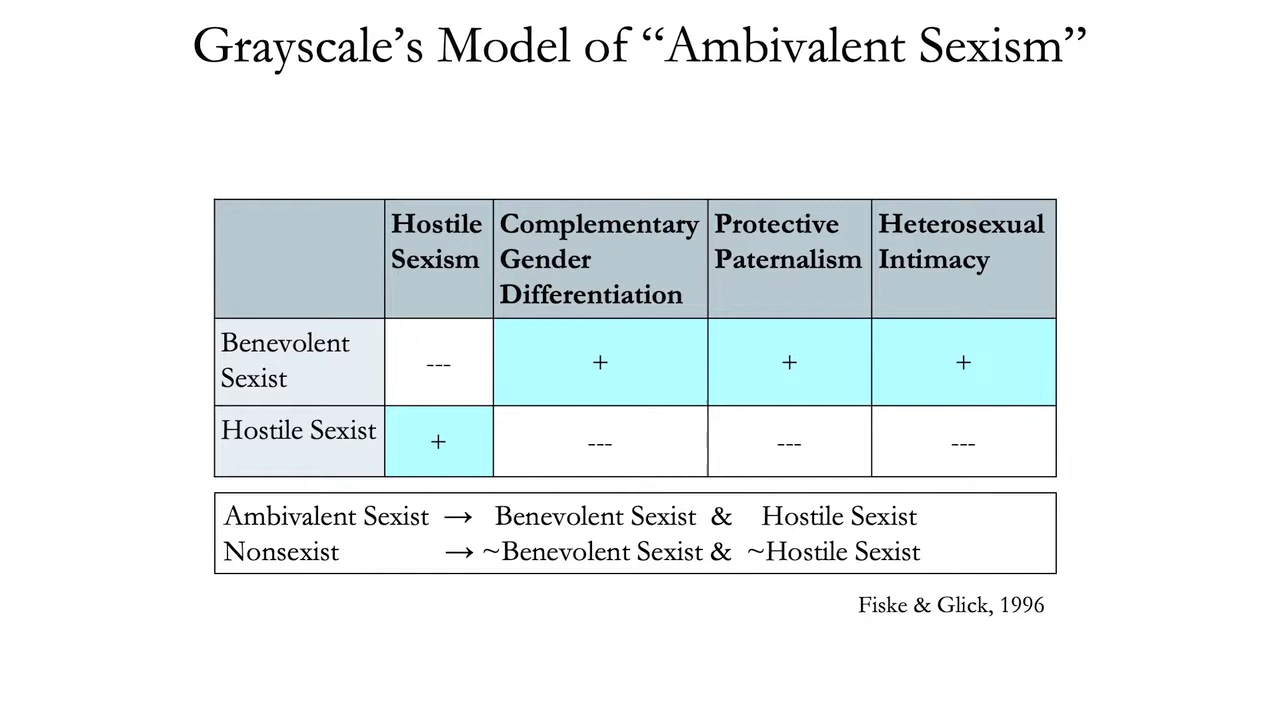 Grayscale’s Model of “Ambivalent Sexism”
Hostile Sexism
Complementary Gender Differentiation
Protective Paternalism
Heterosexual Intimacy
Benevolent Sexist
---
+
+
+
Hostile Sexist
+
---
---
---
Ambivalent Sexist → Benevolent Sexist & Hostile Sexist
Nonsexist → ~Benevolent Sexist & ~Hostile Sexist
Fiske & Glick, 1996